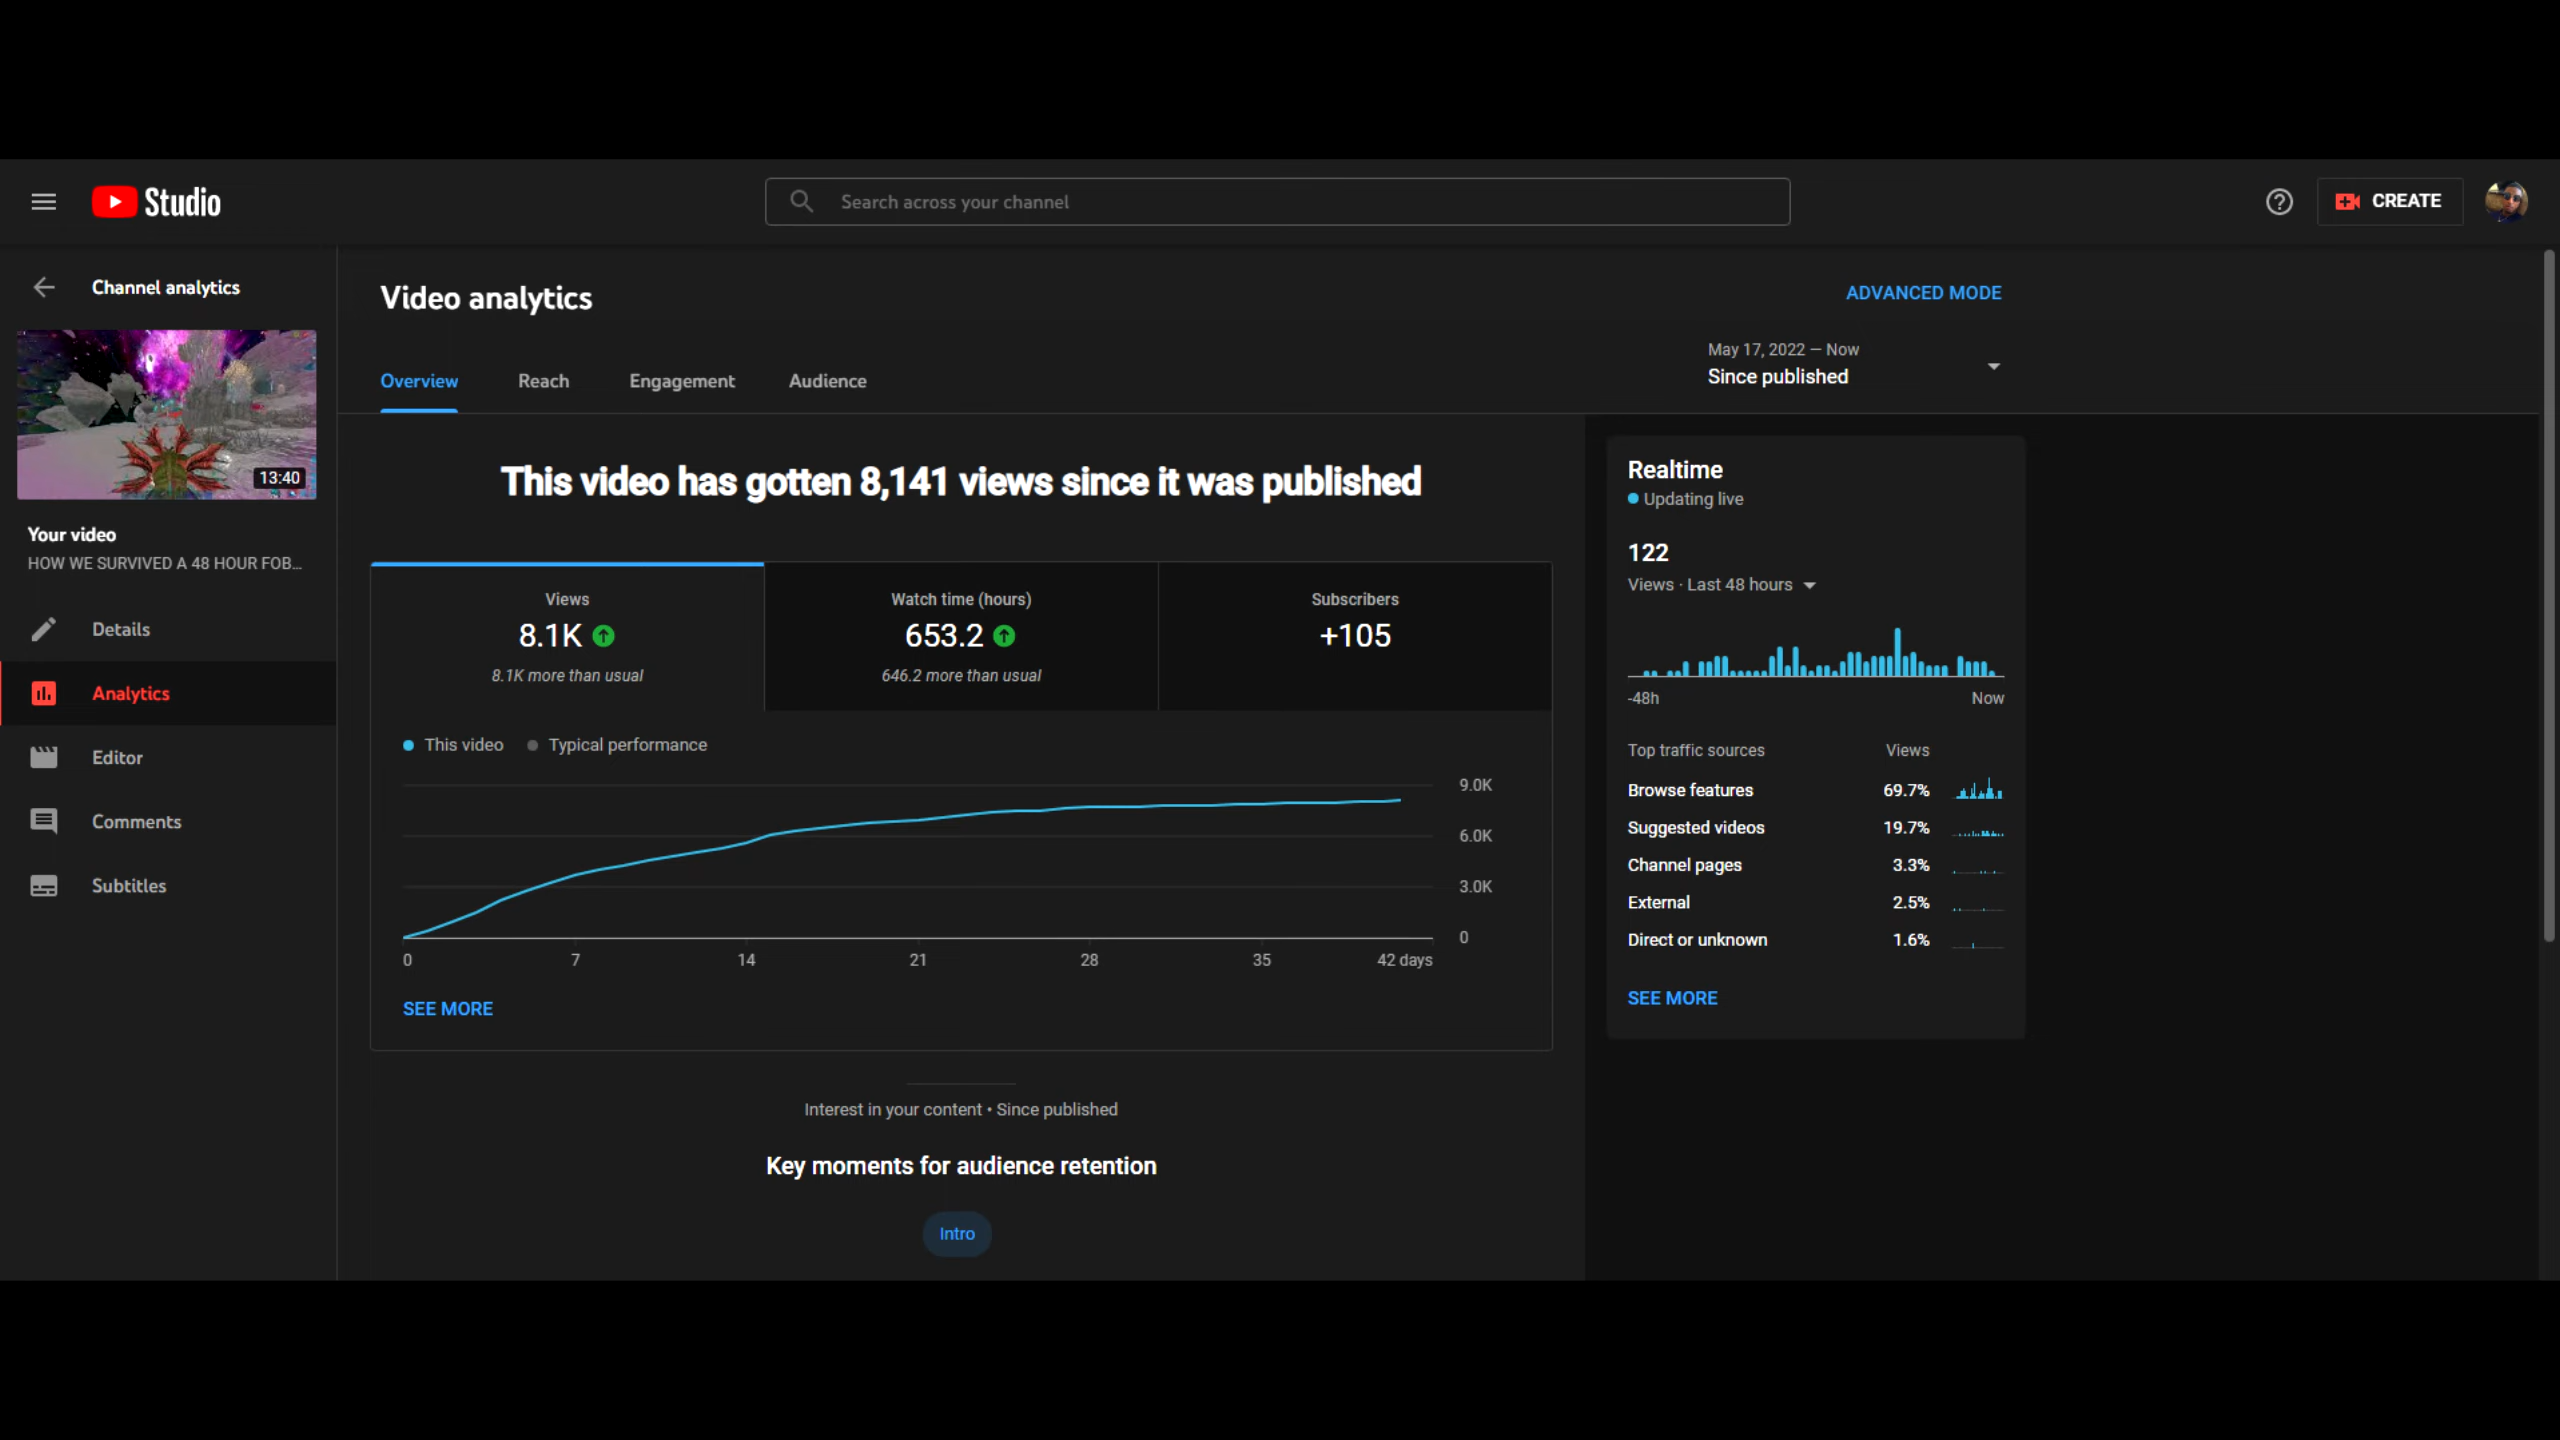 Studio
Search across your channel
CREATE
Channel analytics
13:40
Your video
HOW WE SURVIVED A 48 HOUR FOB...
Details
Analytics
Editor
Comments
Subtitles
Video analytics
ADVANCED MODE
Overview
Reach
Engagement
Audience
May 17, 2022 – Now
Since published
This video has gotten 8,141 views since it was published
Views
8.1K
8.1K more than usual
Watch time (hours)
653.2
646.2 more than usual
Subscribers
+105
This video
Typical performance
9.0K
6.0K
3.0K
0
0 7 14 21 28 35 42 days
SEE MORE
Interest in your content • Since published
Key moments for audience retention
Intro
Realtime
Updating live
122
Views · Last 48 hours
-48h Now
Top traffic sources Views
Browse features 69.7%
Suggested videos 19.7%
Channel pages 3.3%
External 2.5%
Direct or unknown 1.6%
SEE MORE